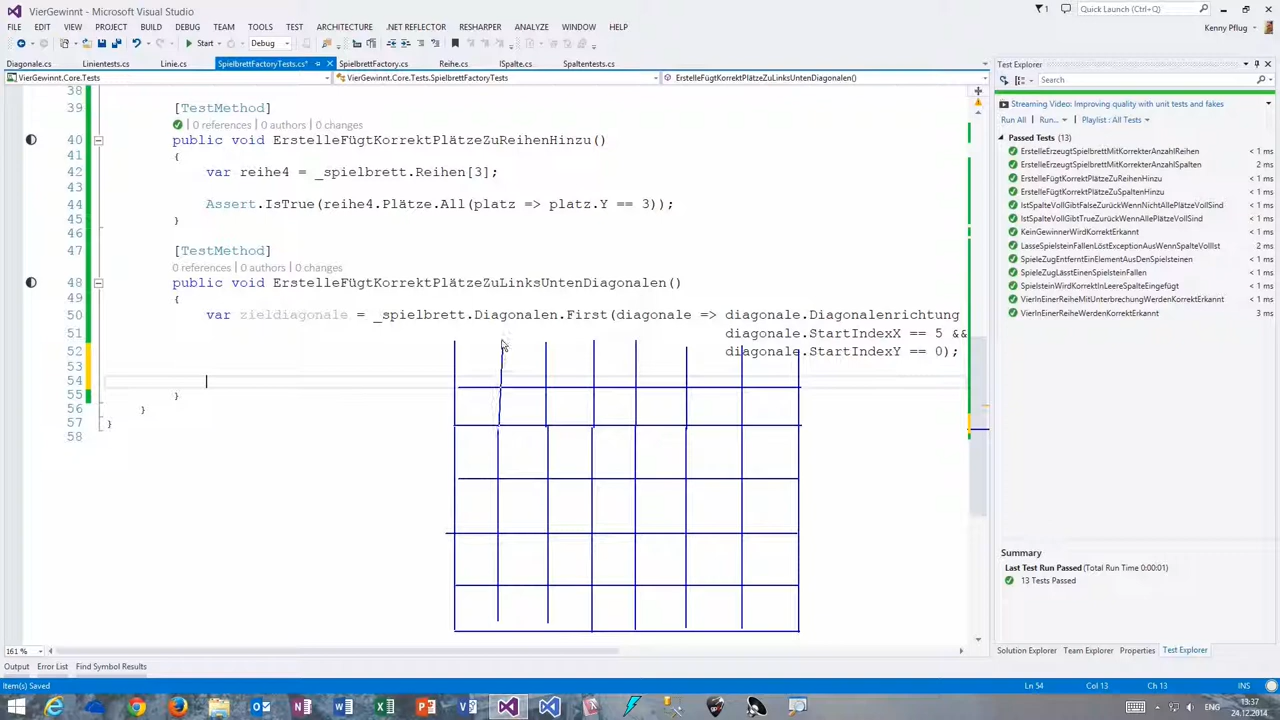 VierGewinnt - Microsoft Visual Studio
1
Quick Launch (Ctrl+Q)
FILE EDIT VIEW PROJECT BUILD DEBUG TEAM TOOLS TEST ARCHITECTURE .NET REFLECTOR RESHARPER ANALYZE WINDOW HELP
Kenny Pflug
Start Debug
Diagonale.cs Linientests.cs Linie.cs SpielbrettFactoryTests.cs* SpielbrettFactory.cs Reihe.cs ISpalte.cs Spaltentests.cs
VierGewinnt.Core.Tests VierGewinnt.Core.Tests.SpielbrettFactoryTests ErstelleFügtKorrektPlätzeZuLinksUntenDiagonalen()
38
39 [TestMethod]
0 references | 0 authors | 0 changes
40 public void ErstelleFügtKorrektPlätzeZuReihenHinzu()
41 {
42 var reihe4 = _spielbrett.Reihen[3];
43
44 Assert.IsTrue(reihe4.Plätze.All(platz => platz.Y == 3));
45 }
46
47 [TestMethod]
0 references | 0 authors | 0 changes
48 public void ErstelleFügtKorrektPlätzeZuLinksUntenDiagonalen()
49 {
50 var zieldiagonale = _spielbrett.Diagonalen.First(diagonale => diagonale.Diagonalenrichtung
51 diagonale.StartIndexX == 5 &&
52 diagonale.StartIndexY == 0);
53
54
55 }
56 }
57 }
58
161 %
Output Error List Find Symbol Results
Item(s) Saved
Ln 54 Col 13 Ch 13 INS
Test Explorer
Search
Streaming Video: Improving quality with unit tests and fakes
Run All Run... Playlist : All Tests
Passed Tests (13)
ErstelleErzeugtSpielbrettMitKorrekterAnzahlReihen < 1 ms
ErstelleErzeugtSpielbrettMitKorrekterAnzahlSpalten 2 ms
ErstelleFügtKorrektPlätzeZuReihenHinzu < 1 ms
ErstelleFügtKorrektPlätzeZuSpaltenHinzu < 1 ms
IstSpalteVollGibtFalseZurückWennNichtAllePlätzeVollSind < 1 ms
IstSpalteVollGibtTrueZurückWennAllePlätzeVollSind < 1 ms
KeinGewinnerWirdKorrektErkannt < 1 ms
LasseSpielsteinFallenLöstExceptionAusWennSpalteVollIst 2 ms
SpieleZugEntferntEinElementAusDenSpielsteinen < 1 ms
SpieleZugLässtEinenSpielsteinFallen < 1 ms
SpielsteinWirdKorrektInLeereSpalteEingefügt < 1 ms
VierInEinerReiheMitUnterbrechungWerdenKorrektErkannt < 1 ms
VierInEinerReiheWerdenKorrektErkannt < 1 ms
Summary
Last Test Run Passed (Total Run Time 0:00:01)
13 Tests Passed
Solution Explorer Team Explorer Properties Test Explorer
13:37
24.12.2014